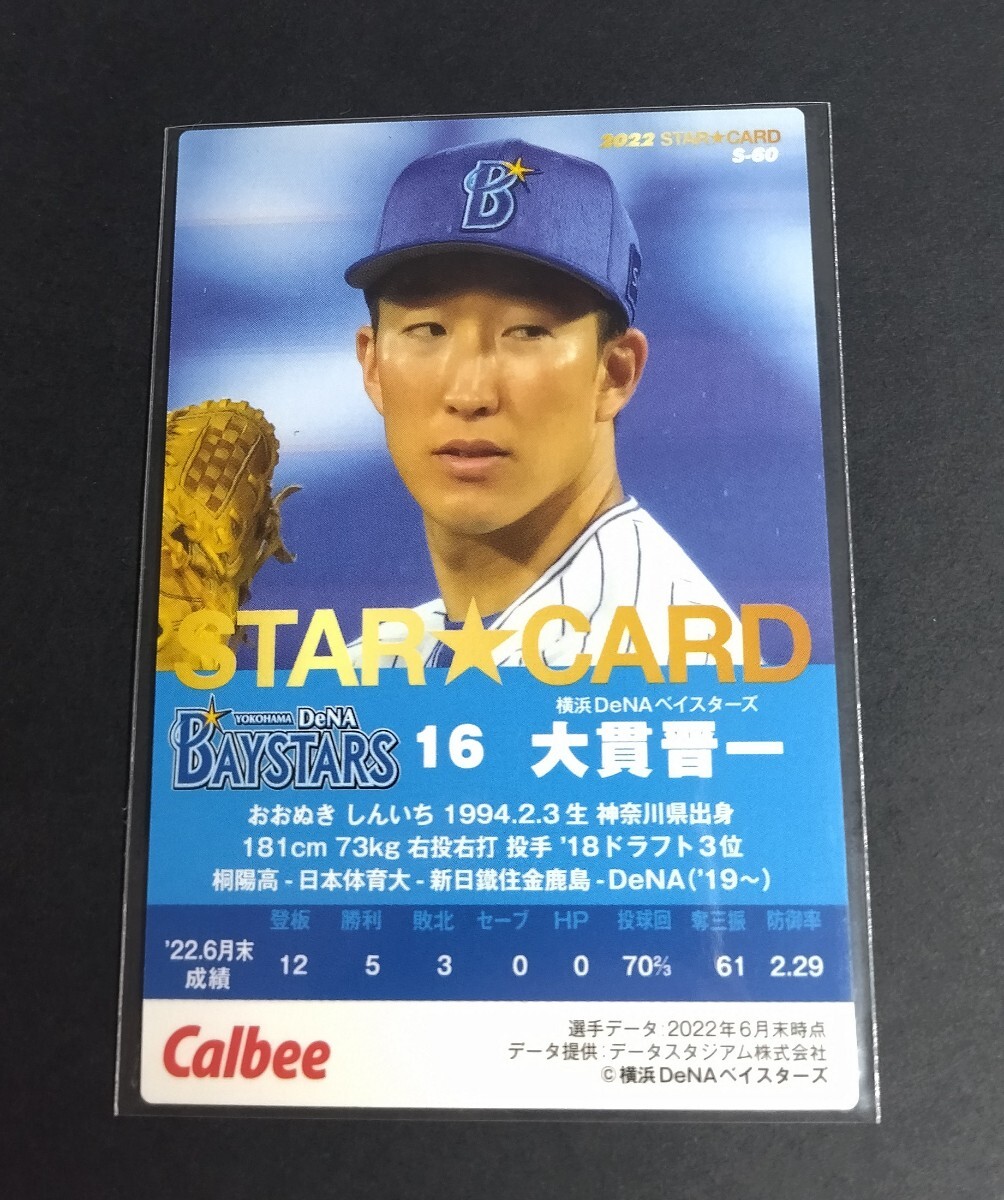 2022 STAR★CARD
S-60
B
STAR★CARD
YOKOHAMA DeNA
BAYSTARS
16
横浜DeNAベイスターズ
大貫晋一
おおぬき しんいち 1994.2.3生 神奈川県出身
181cm 73kg 右投右打 投手 '18ドラフト3位
桐陽高-日本体育大-新日鐵住金鹿島-DeNA('19〜)
登板 勝利 敗北 セーブ HP 投球回 奪三振 防御率
'22.6月末
成績
12 5 3 0 0 70⅔ 61 2.29
Calbee
選手データ:2022年6月末時点
データ提供:データスタジアム株式会社
©横浜DeNAベイスターズ